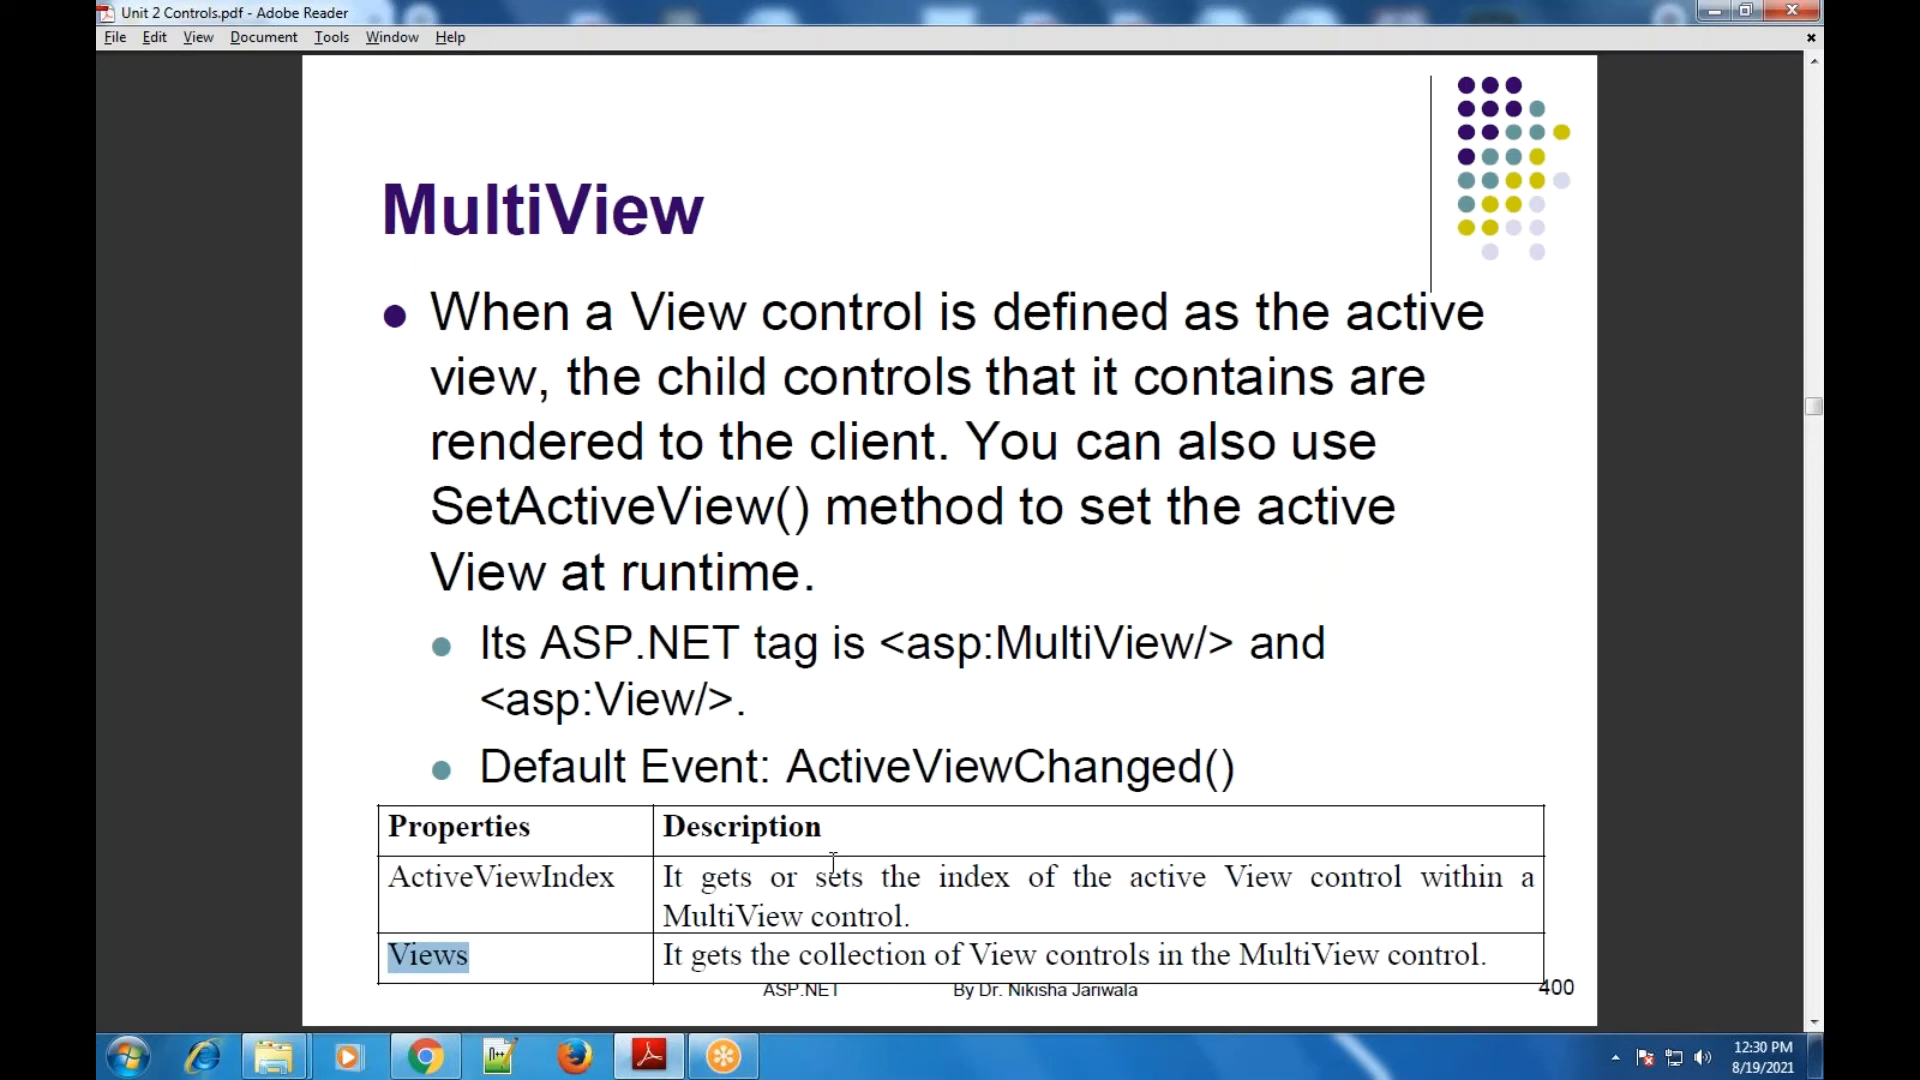 Unit 2 Controls.pdf - Adobe Reader
File Edit View Document Tools Window Help
MultiView
When a View control is defined as the active
view, the child controls that it contains are
rendered to the client. You can also use
SetActiveView() method to set the active
View at runtime.
Its ASP.NET tag is <asp:MultiView/> and
<asp:View/>.
Default Event: ActiveViewChanged()
Properties Description
ActiveViewIndex It gets or sets the index of the active View control within a
MultiView control.
Views It gets the collection of View controls in the MultiView control.
ASP.NET By Dr. Nikisha Jariwala 400
12:30 PM
8/19/2021